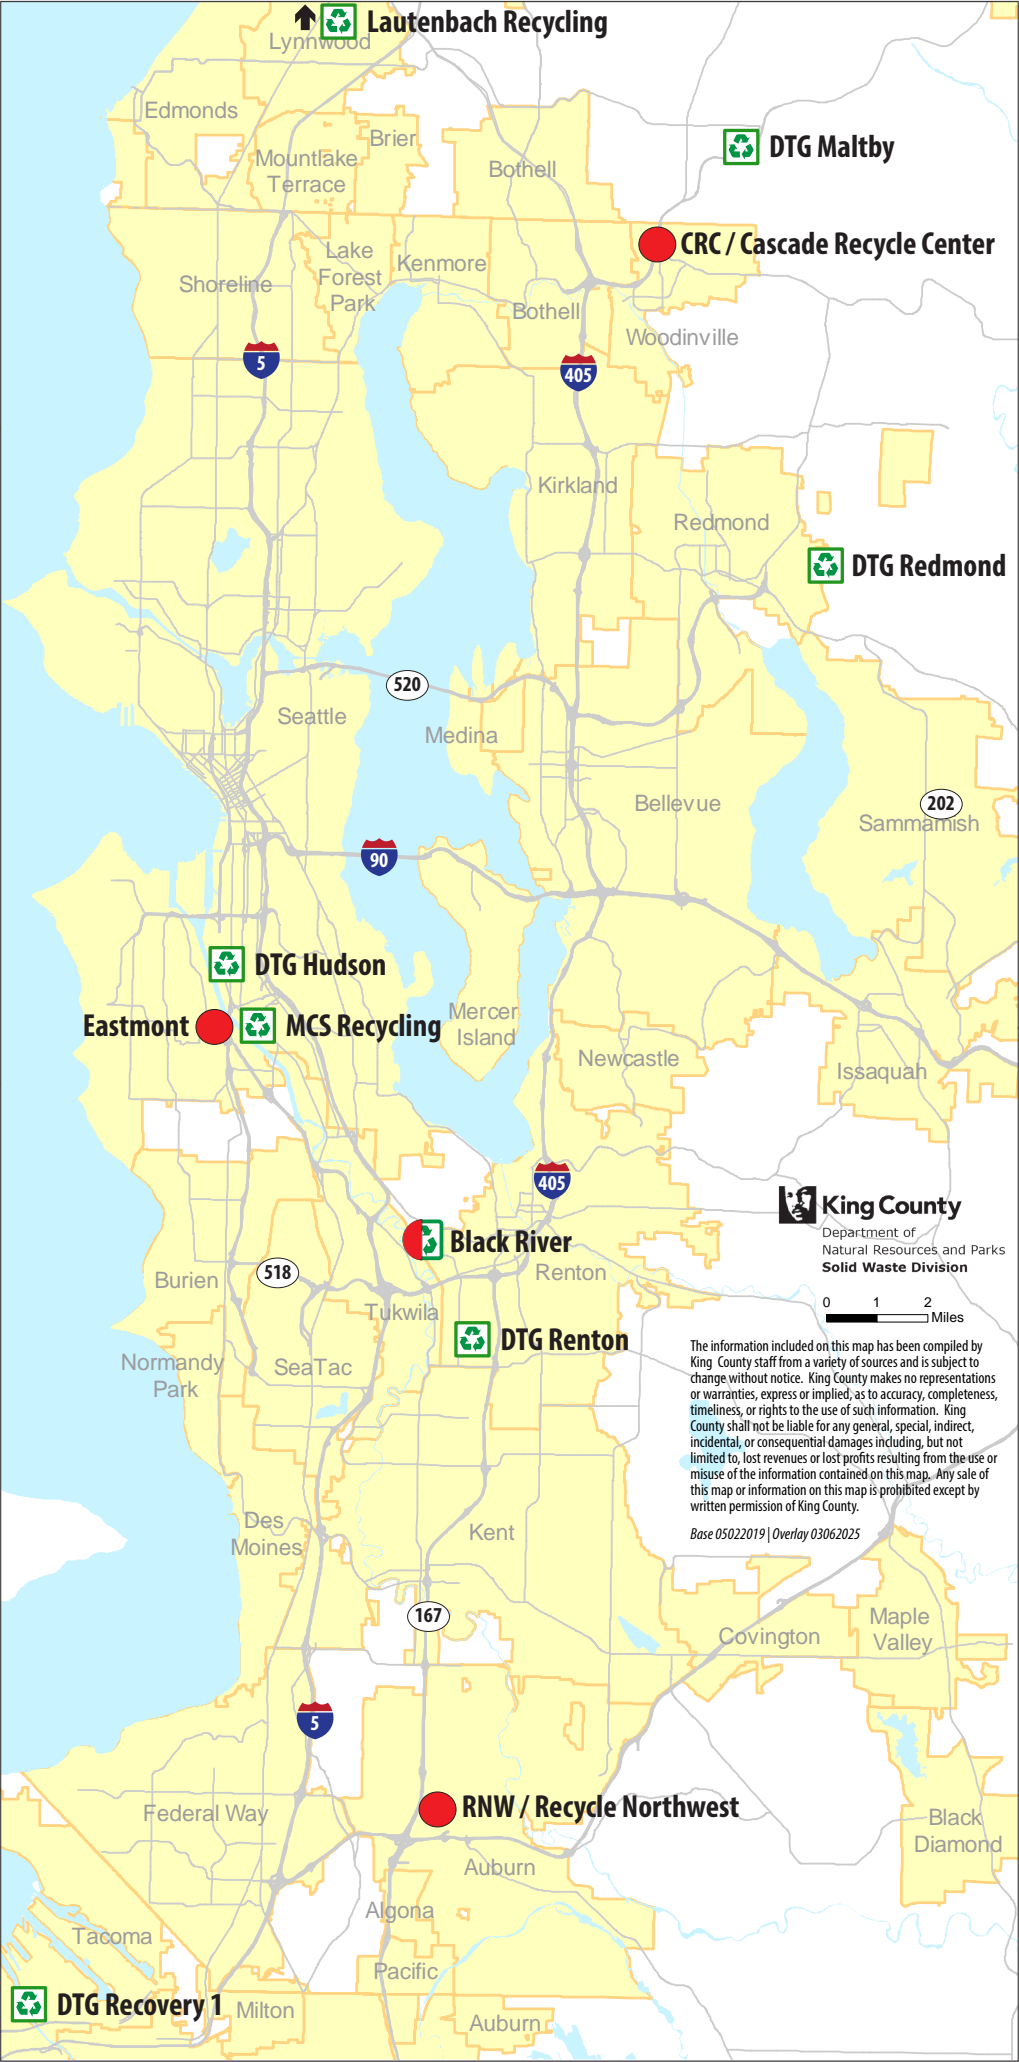 Lautenbach Recycling
Lynnwood
Edmonds
Brier
DTG Maltby
Mountlake
Terrace
Bothell
CRC / Cascade Recycle Center
Lake
Forest
Park
Kenmore
Shoreline
Bothell
Woodinville
5
405
Kirkland
Redmond
DTG Redmond
520
Seattle
Medina
Bellevue
202
Sammamish
90
DTG Hudson
Eastmont
MCS Recycling
Mercer
Island
Newcastle
Issaquah
405
King County
Department of
Natural Resources and Parks
Solid Waste Division
Black River
518
Burien
Renton
Tukwila
0 1 2
Miles
DTG Renton
Normandy
Park
SeaTac
The information included on this map has been compiled by
King County staff from a variety of sources and is subject to
change without notice. King County makes no representations
or warranties, express or implied, as to accuracy, completeness,
timeliness, or rights to the use of such information. King
County shall not be liable for any general, special, indirect,
incidental, or consequential damages including, but not
limited to, lost revenues or lost profits resulting from the use or
misuse of the information contained on this map. Any sale of
this map or information on this map is prohibited except by
written permission of King County.
Base 05022019 | Overlay 03062025
Des
Moines
Kent
167
Covington
Maple
Valley
5
RNW / Recycle Northwest
Federal Way
Black
Diamond
Auburn
Algona
Tacoma
Pacific
DTG Recovery 1
Milton
Auburn